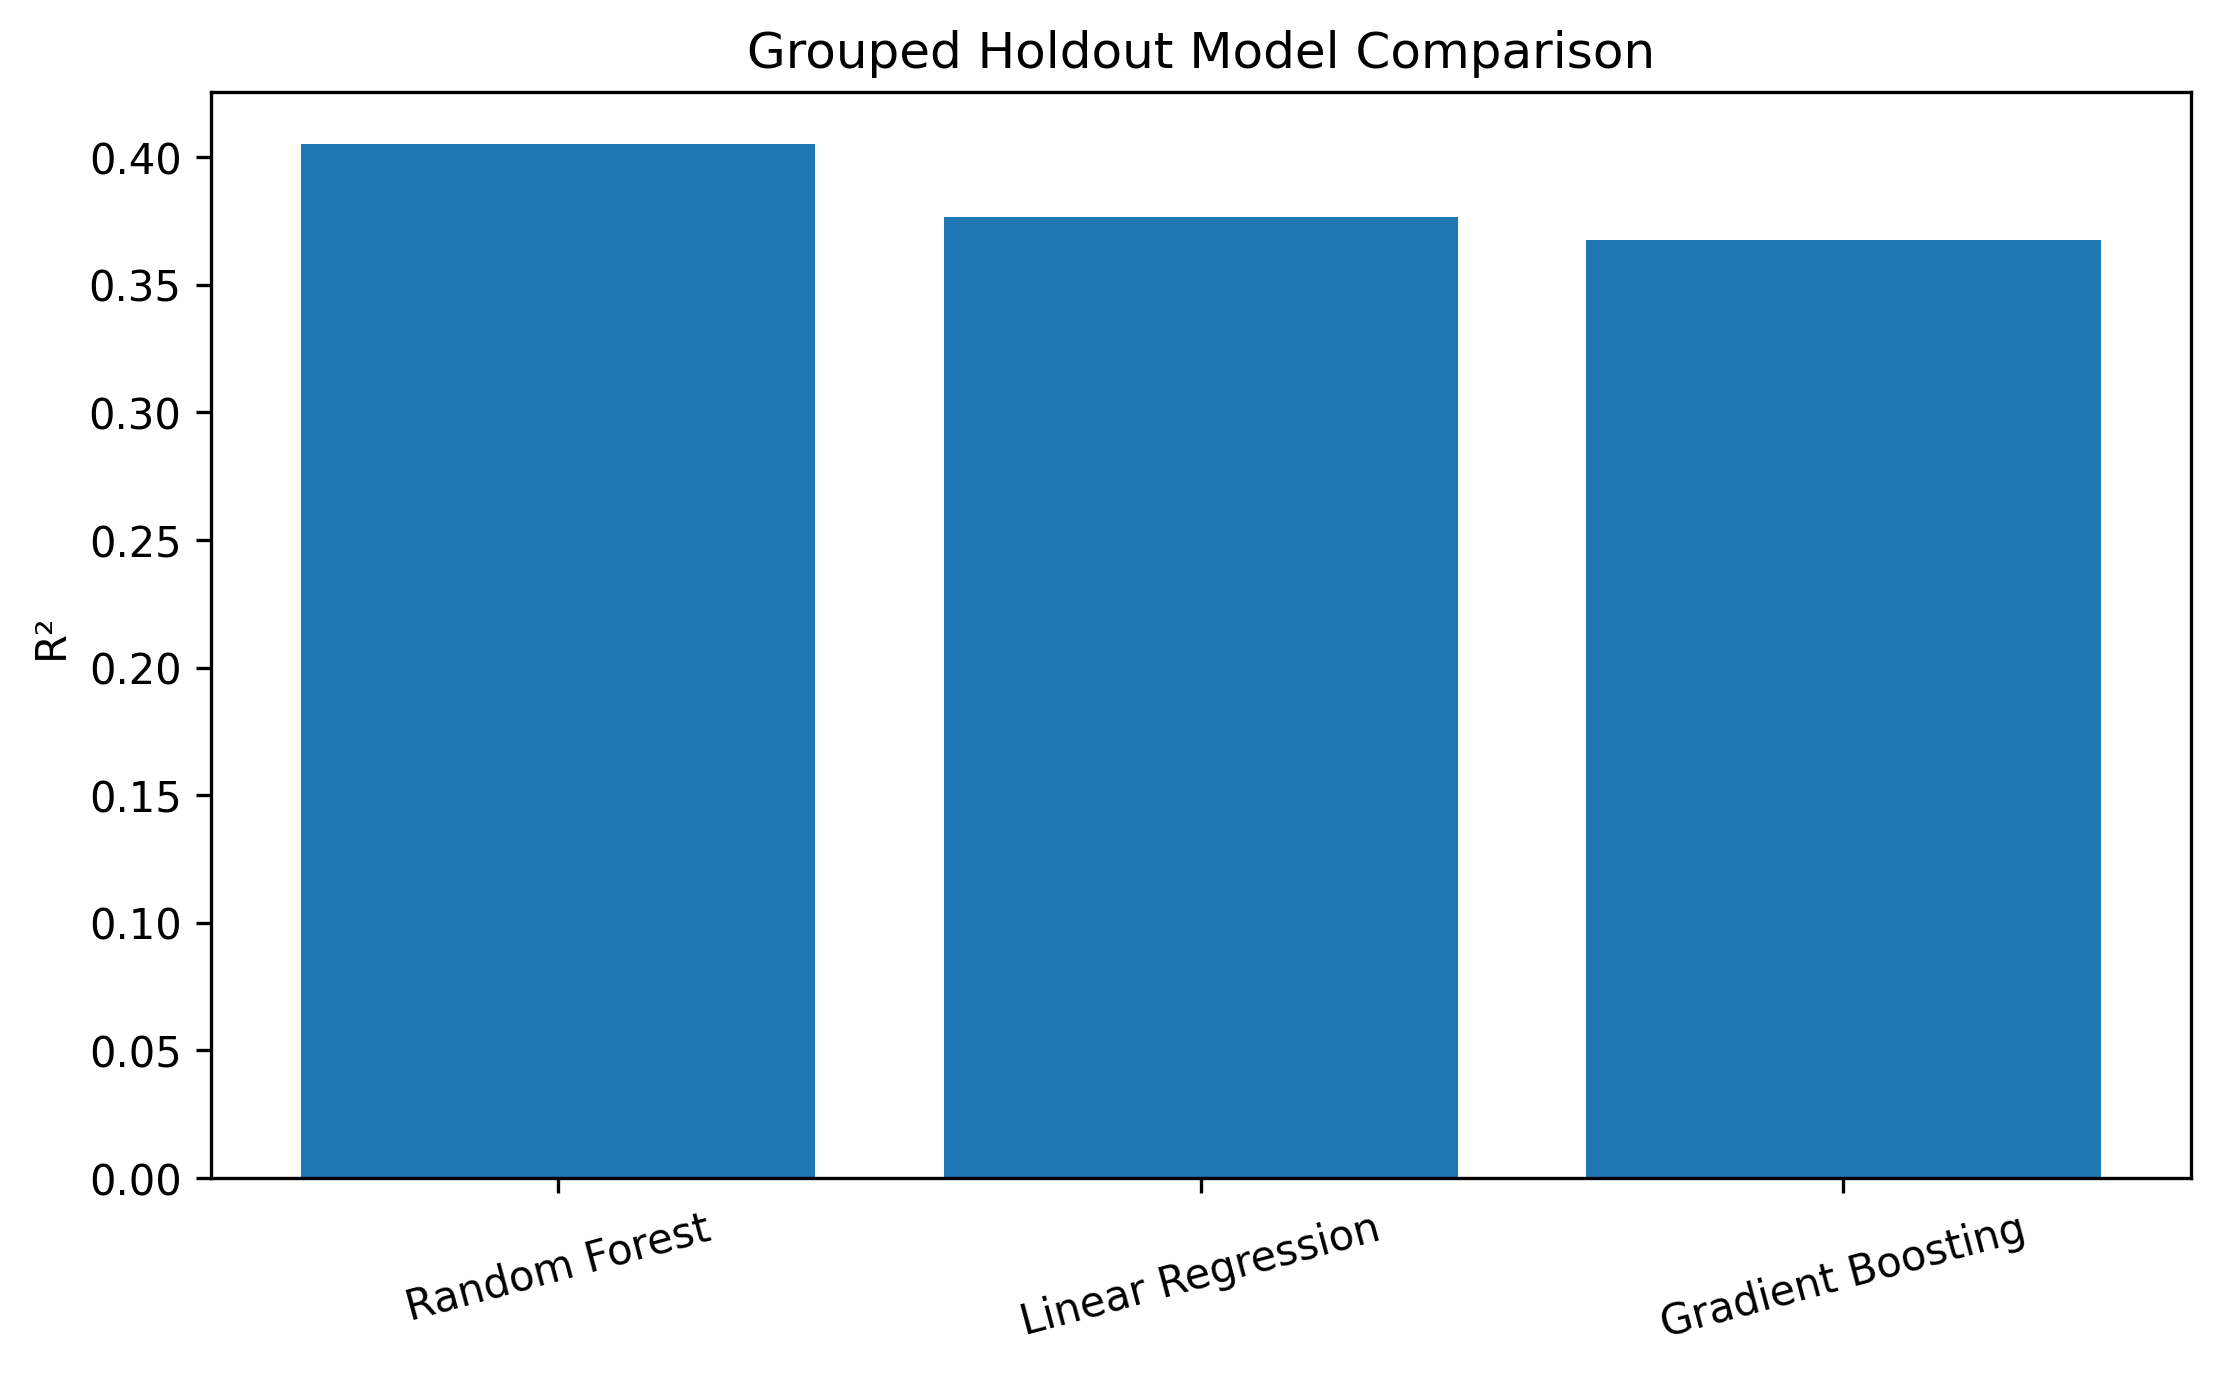 Grouped Holdout Model Comparison
R²
0.40
0.35
0.30
0.25
0.20
0.15
0.10
0.05
0.00
Random Forest
Linear Regression
Gradient Boosting